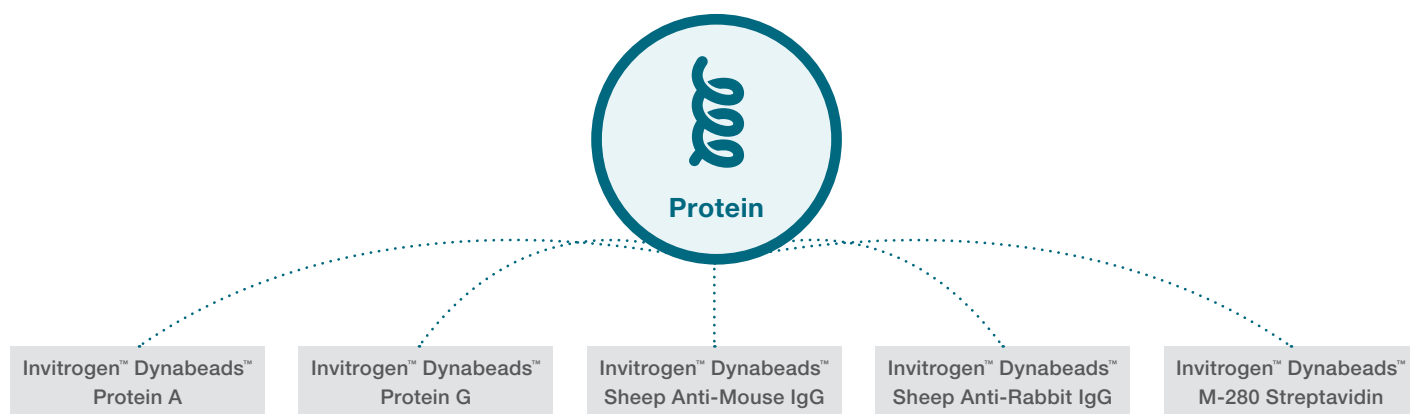 Protein
Invitrogen™ Dynabeads™
Protein A
Invitrogen™ Dynabeads™
Protein G
Invitrogen™ Dynabeads™
Sheep Anti-Mouse IgG
Invitrogen™ Dynabeads™
Sheep Anti-Rabbit IgG
Invitrogen™ Dynabeads™
M-280 Streptavidin